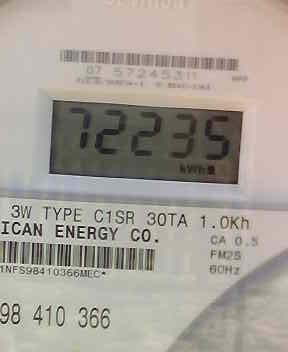 07 57245311
72235
kWh
3W TYPE C1SR 30TA 1.0Kh
ICAN ENERGY CO.
CA 0.5
FM2S
60Hz
1NFS98410366MEC*
98 410 366